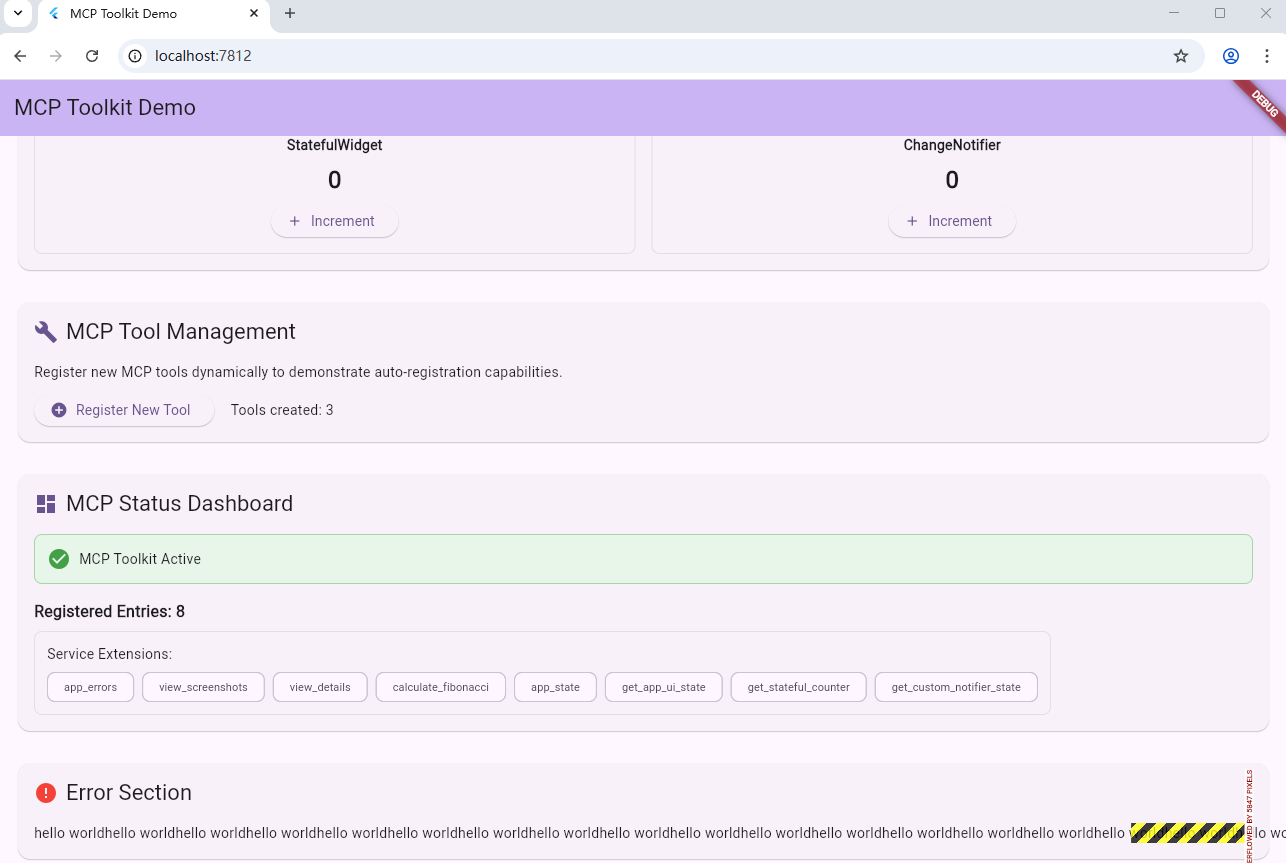 MCP Toolkit Demo
localhost:7812
MCP Toolkit Demo
DEBUG
StatefulWidget
ChangeNotifier
0
0
Increment
Increment
MCP Tool Management
Register new MCP tools dynamically to demonstrate auto-registration capabilities.
Register New Tool Tools created: 3
MCP Status Dashboard
MCP Toolkit Active
Registered Entries: 8
Service Extensions:
app_errors view_screenshots view_details calculate_fibonacci app_state get_app_ui_state get_stateful_counter get_custom_notifier_state
Error Section
hello worldhello worldhello worldhello worldhello worldhello worldhello worldhello worldhello worldhello worldhello worldhello worldhello worldhello worldhello
ERFLOWED BY 5847 PIXELS